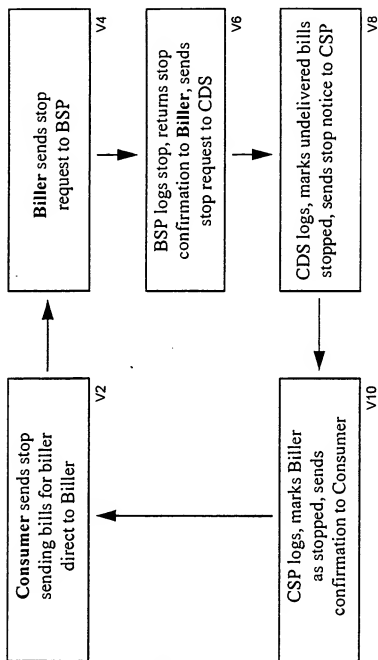 Consumer sends stop
sending bills for biller
direct to Biller
V2
Biller sends stop
request to BSP
V4
BSP logs stop, returns stop
confirmation to Biller, sends
stop request to CDS
V6
CDS logs, marks undelivered bills
stopped, sends stop notice to CSP
V8
CSP logs, marks Biller
as stopped, sends
confirmation to Consumer
V10